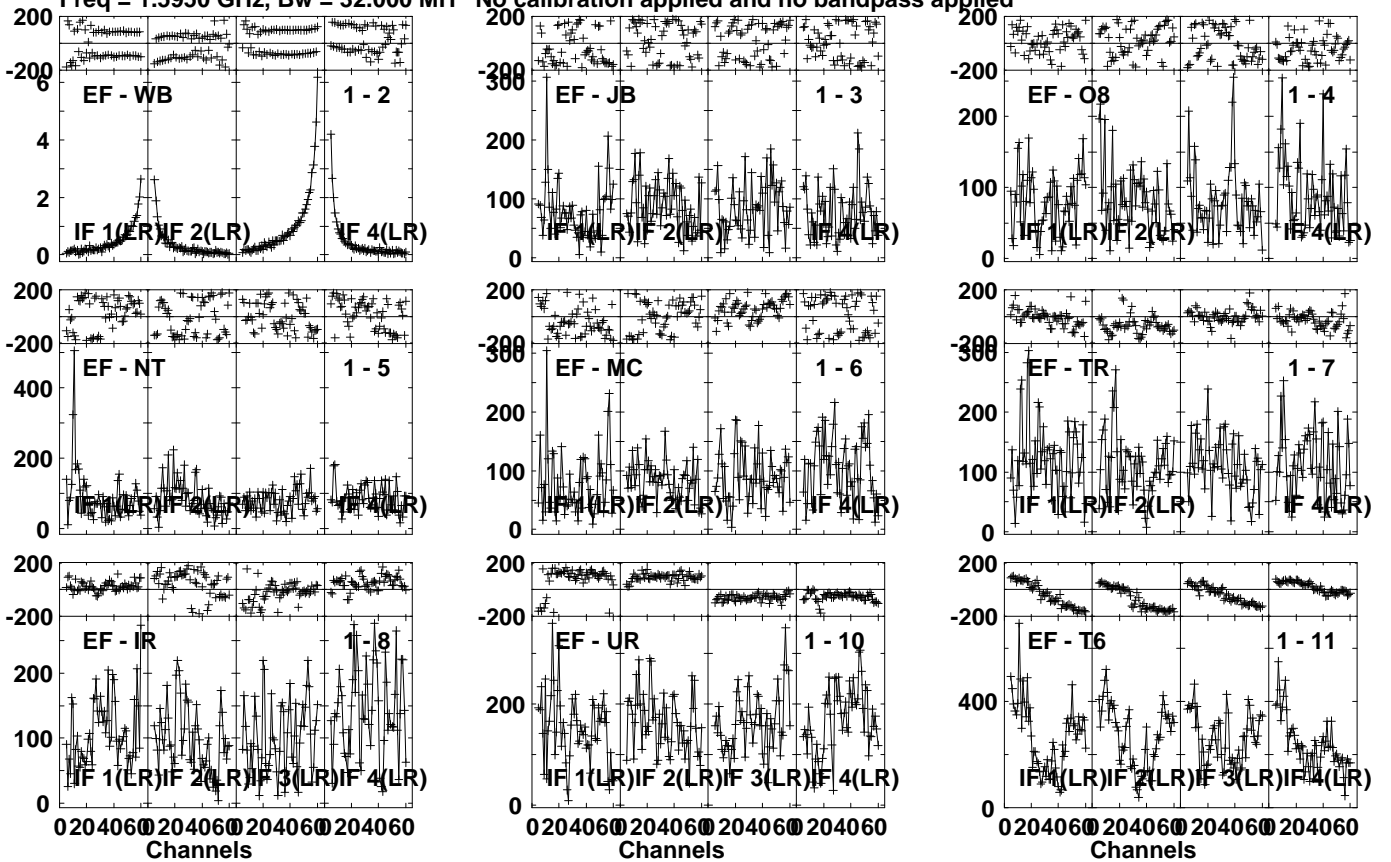 Freq = 1.5950 GHz, Bw = 32.000 MH No calibration applied and no bandpass applied
200
-200
6
4
2
0
EF - WB
1 - 2
IF 1(LR)
IF 2(LR)
IF 4(LR)
200
-200
300
200
100
0
EF - JB
1 - 3
IF 1(LR)
IF 2(LR)
IF 4(LR)
200
-200
200
100
0
EF - O8
1 - 4
IF 1(LR)
IF 2(LR)
IF 4(LR)
200
-200
400
200
0
EF - NT
1 - 5
IF 1(LR)
IF 2(LR)
IF 4(LR)
200
-200
300
200
100
0
EF - MC
1 - 6
IF 1(LR)
IF 2(LR)
IF 4(LR)
200
-200
300
200
100
0
EF - TR
1 - 7
IF 1(LR)
IF 2(LR)
IF 4(LR)
200
-200
200
100
0
EF - IR
1 - 8
IF 1(LR)
IF 2(LR)
IF 3(LR)
IF 4(LR)
0 20 40 60 0 20 40 60 0 20 40 60 0 20 40 60
Channels
200
-200
200
0
EF - UR
1 - 10
IF 1(LR)
IF 2(LR)
IF 3(LR)
IF 4(LR)
0 20 40 60 0 20 40 60 0 20 40 60 0 20 40 60
Channels
200
-200
400
0
EF - T6
1 - 11
IF 1(LR)
IF 2(LR)
IF 3(LR)
IF 4(LR)
0 20 40 60 0 20 40 60 0 20 40 60 0 20 40 60
Channels